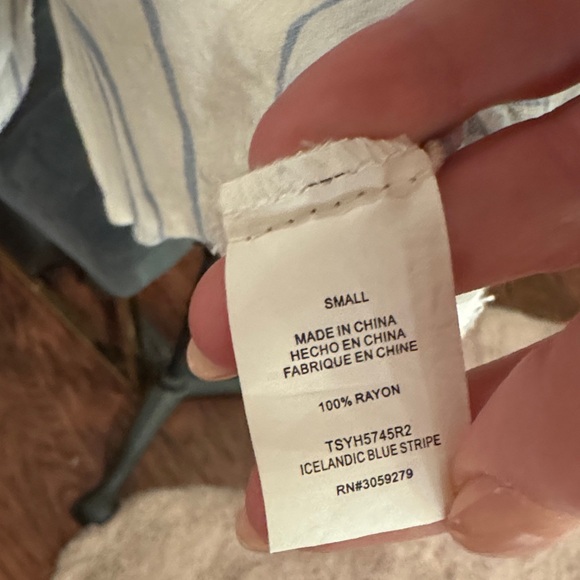 SMALL
MADE IN CHINA
HECHO EN CHINA
FABRIQUE EN CHINE
100% RAYON
TSYH5745R2
ICELANDIC BLUE STRIPE
RN#3059279